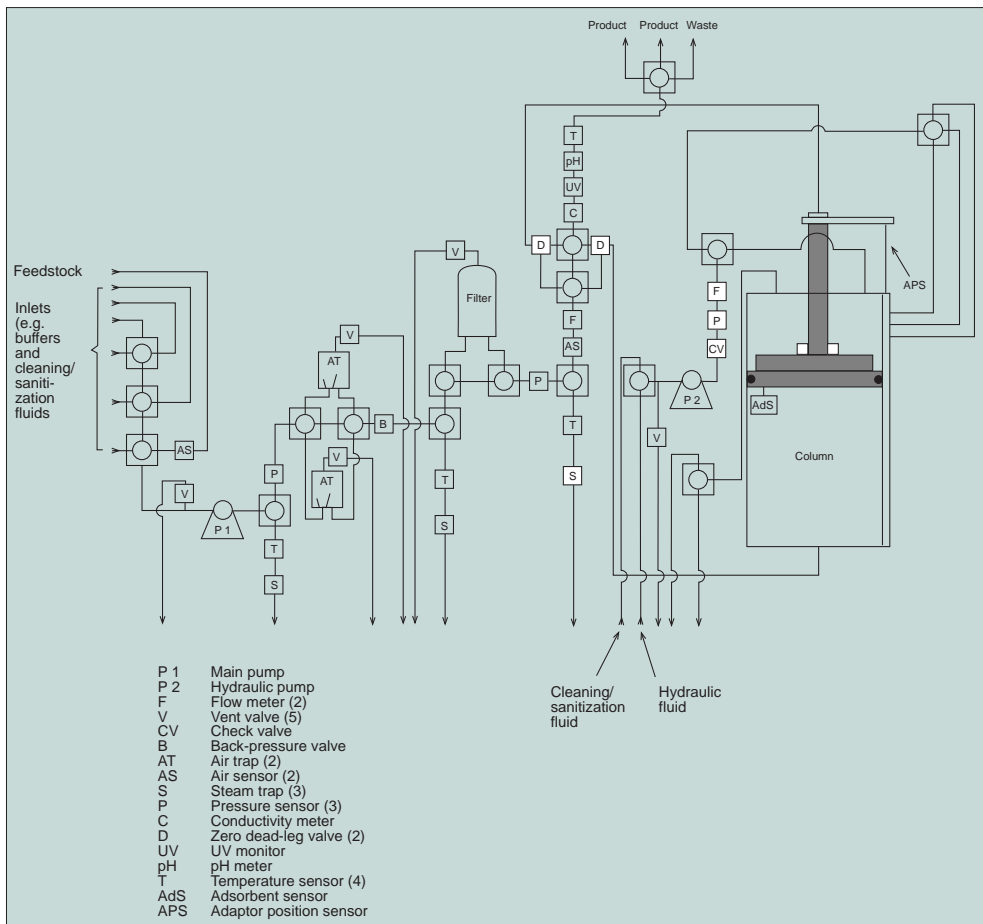 Product Product Waste
T
pH
UV
C
D D
F
AS
P
T
S
Feedstock
Inlets
(e.g.
buffers
and
cleaning/
saniti-
zation
fluids
AS
V
P 1
P
T
S
V
AT
V
AT
B
V
Filter
T
S
F
P
CV
P 2
V
APS
AdS
Column
Cleaning/
sanitization
fluid
Hydraulic
fluid
P 1 Main pump
P 2 Hydraulic pump
F Flow meter (2)
V Vent valve (5)
CV Check valve
B Back-pressure valve
AT Air trap (2)
AS Air sensor (2)
S Steam trap (3)
P Pressure sensor (3)
C Conductivity meter
D Zero dead-leg valve (2)
UV UV monitor
pH pH meter
T Temperature sensor (4)
AdS Adsorbent sensor
APS Adaptor position sensor